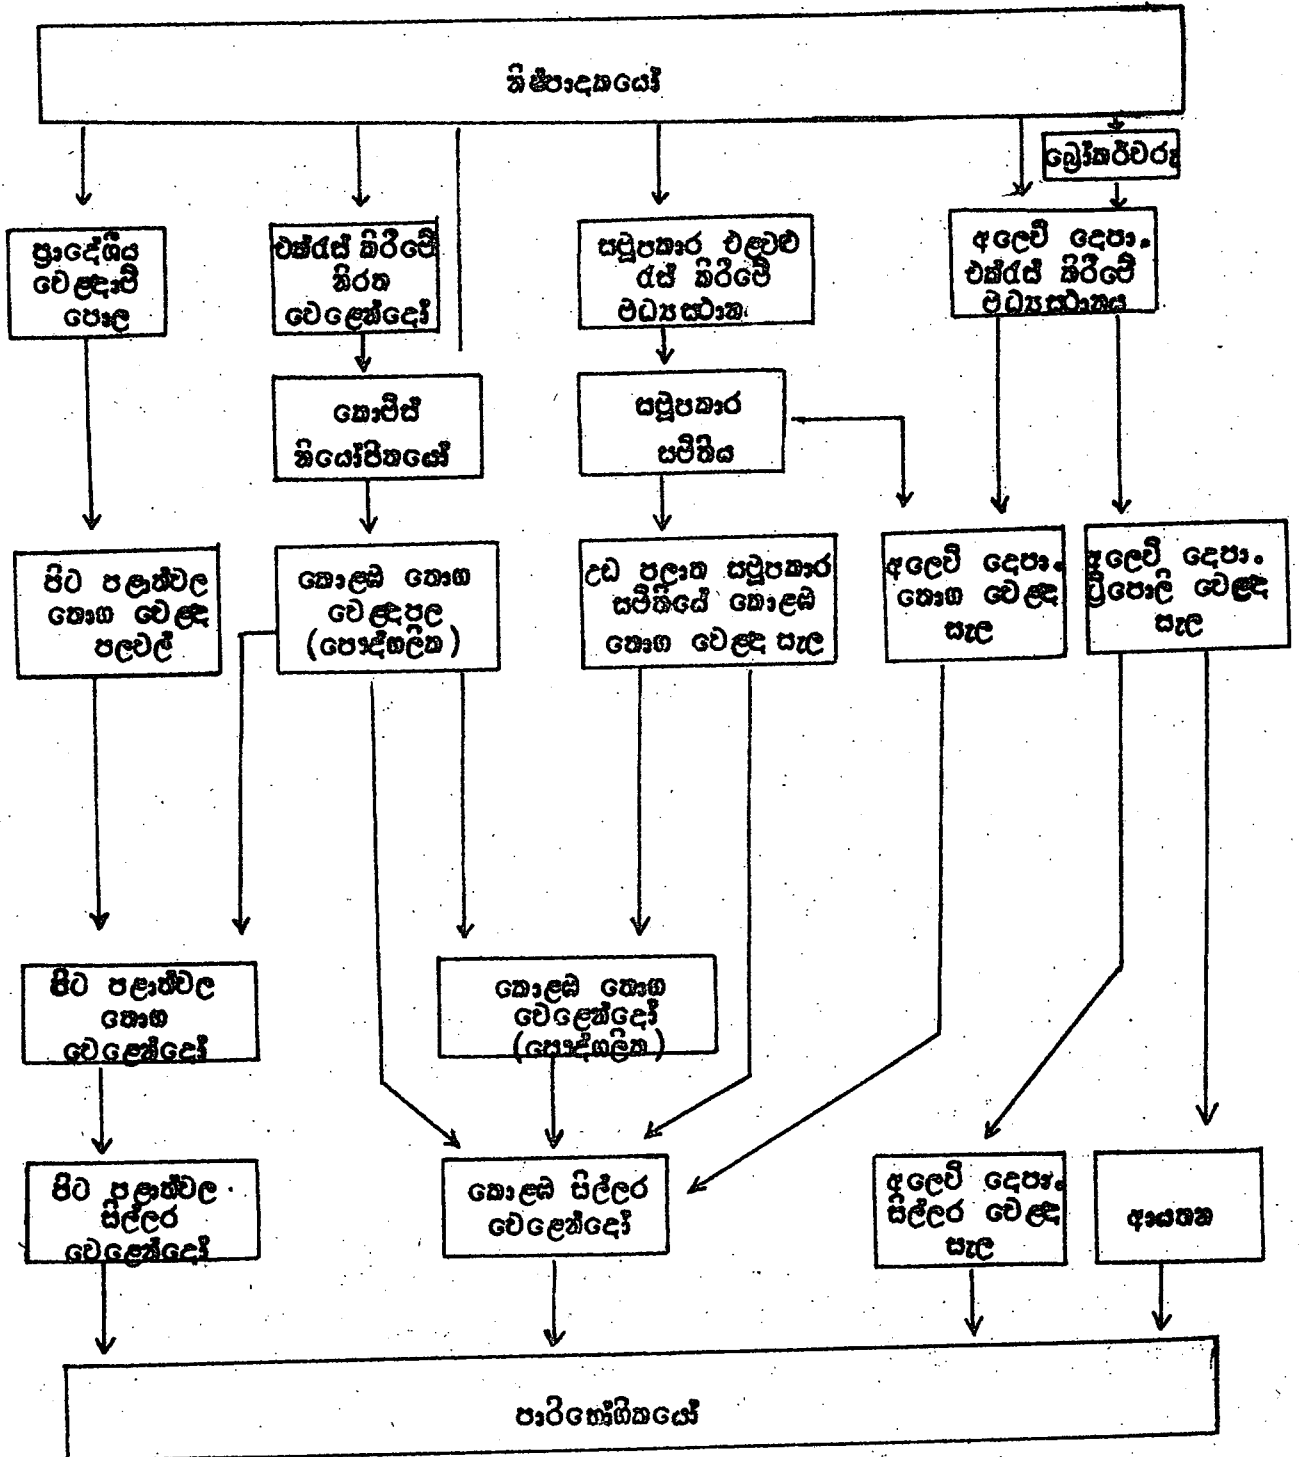 නිෂ්පාදකයෝ
බ්‍රෝකර්වරු
ප්‍රාදේශීය
වෙළඳාම්
පොල
එක්රැස් කිරීමේ
නිරත
වෙළෙන්දෝ
සමූපකාර එළවළු
රැස් කිරීමේ
මධ්‍යස්ථාන
අලෙවි දෙපා.
එක්රැස් කිරීමේ
මධ්‍යස්ථානය
කොමිස්
නියෝජිතයෝ
සමූපකාර
සමිතිය
පිට පළාත්වල
තොග වෙළඳ
පලවල්
කොළඹ තොග
වෙළඳපල
(පෞද්ගලික)
උඩ පලාත සමූපකාර
සමිතියේ කොළඹ
තොග වෙළඳ සැල
අලෙවි දෙපා.
තොග වෙළඳ
සැල
අලෙවි දෙපා.
ට්‍රිපොලි වෙළඳ
සැල
පිට පළාත්වල
තොග
වෙළෙන්දෝ
කොළඹ තොග
වෙළෙන්දෝ
(පෞද්ගලික)
පිට පළාත්වල
සිල්ලර
වෙළෙන්දෝ
කොළඹ සිල්ලර
වෙළෙන්දෝ
අලෙවි දෙපා.
සිල්ලර වෙළඳ
සැල
ආයතන
පාරිභෝගිකයෝ